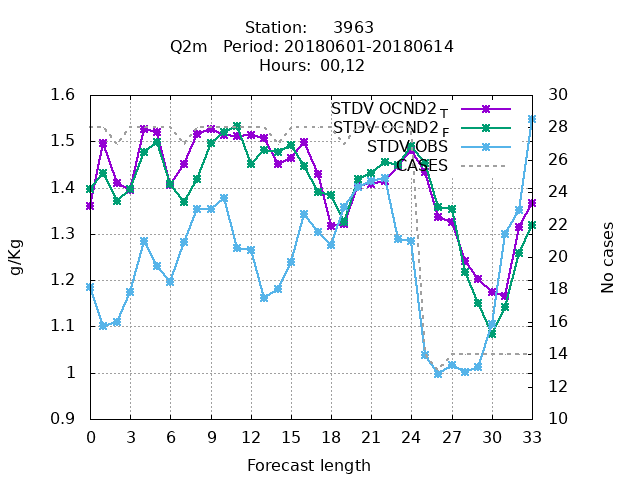 Station: 3963
Q2m Period: 20180601-20180614
Hours: 00,12
STDV OCND2 T
STDV OCND2 F
STDV OBS
CASES
1.6
1.5
1.4
1.3
1.2
1.1
1
0.9
30
28
26
24
22
20
18
16
14
12
10
g/Kg
No cases
0 3 6 9 12 15 18 21 24 27 30 33
Forecast length